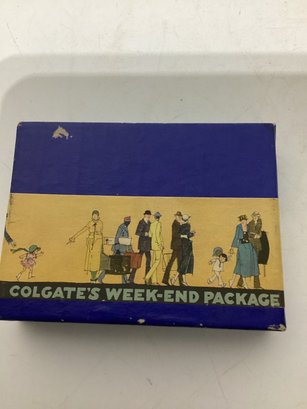 COLGATE'S WEEK-END PACKAGE